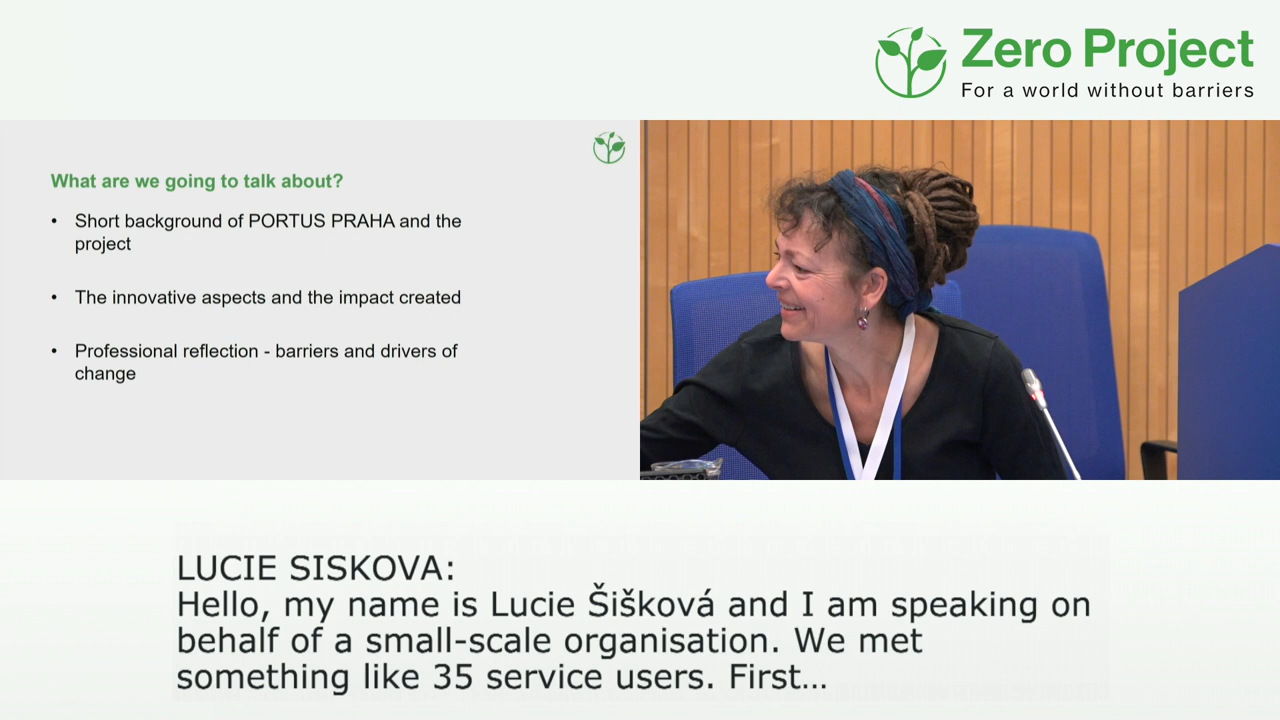 Zero Project
For a world without barriers
What are we going to talk about?
• Short background of PORTUS PRAHA and the
project
• The innovative aspects and the impact created
• Professional reflection - barriers and drivers of
change
LUCIE SISKOVA:
Hello, my name is Lucie Šišková and I am speaking on
behalf of a small-scale organisation. We met
something like 35 service users. First...